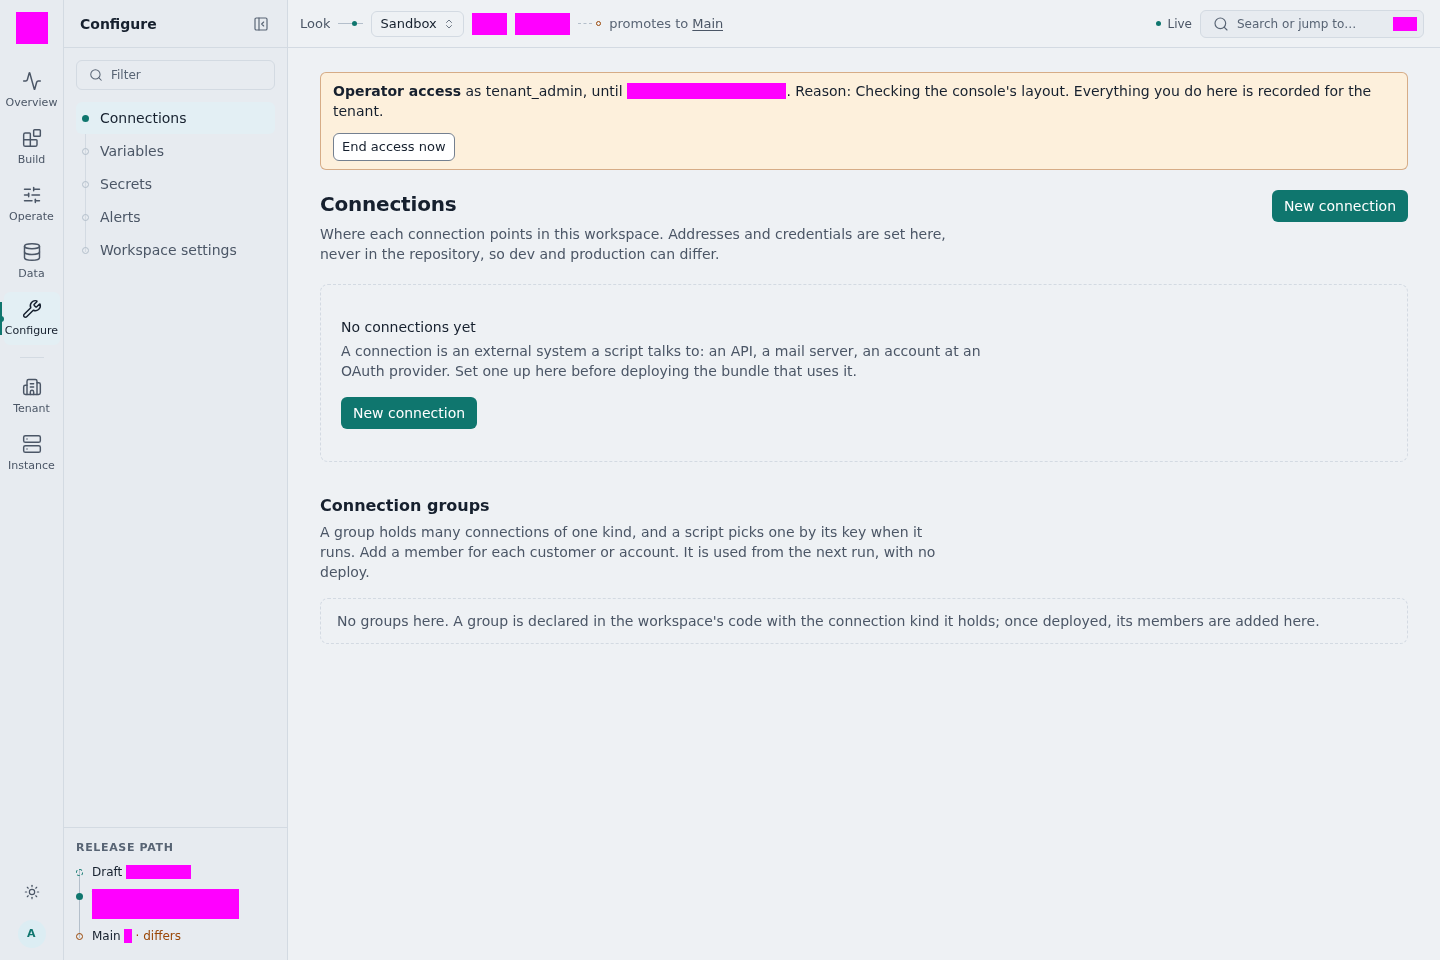 Configure
Look
Sandbox
promotes to Main
Live
Search or jump to…
Overview
Build
Operate
Data
Configure
Tenant
Instance
A
Filter
Connections
Variables
Secrets
Alerts
Workspace settings
RELEASE PATH
Draft
Main · differs
Operator access as tenant_admin, until . Reason: Checking the console's layout. Everything you do here is recorded for the
tenant.
End access now
Connections
New connection
Where each connection points in this workspace. Addresses and credentials are set here,
never in the repository, so dev and production can differ.
No connections yet
A connection is an external system a script talks to: an API, a mail server, an account at an
OAuth provider. Set one up here before deploying the bundle that uses it.
New connection
Connection groups
A group holds many connections of one kind, and a script picks one by its key when it
runs. Add a member for each customer or account. It is used from the next run, with no
deploy.
No groups here. A group is declared in the workspace's code with the connection kind it holds; once deployed, its members are added here.